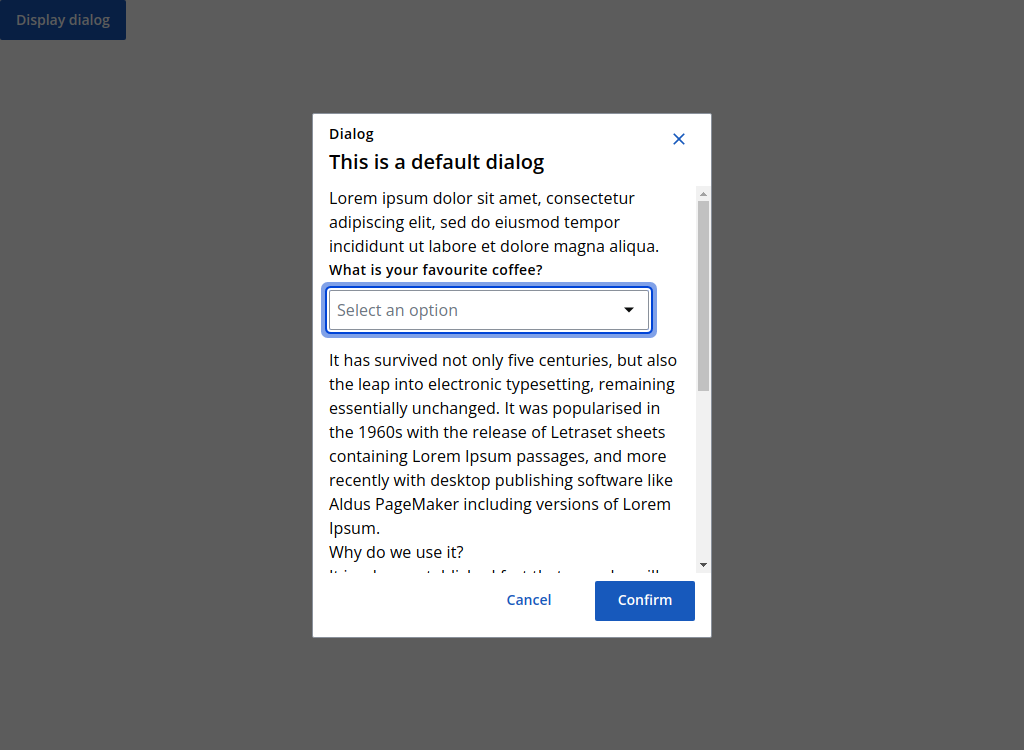 Display dialog
Dialog
This is a default dialog
Lorem ipsum dolor sit amet, consectetur
adipiscing elit, sed do eiusmod tempor
incididunt ut labore et dolore magna aliqua.
What is your favourite coffee?
Select an option
It has survived not only five centuries, but also
the leap into electronic typesetting, remaining
essentially unchanged. It was popularised in
the 1960s with the release of Letraset sheets
containing Lorem Ipsum passages, and more
recently with desktop publishing software like
Aldus PageMaker including versions of Lorem
Ipsum.
Why do we use it?
Cancel
Confirm